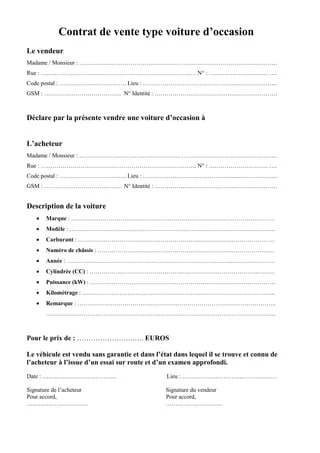 Contrat de vente type voiture d’occasion
Le vendeur
Madame / Monsieur : …………………………………………… ……………………………………
Rue : ……………………………………………………………………… N° : ………………………… …
Code postal : …………………………… Lieu : ……………………………………………………………
GSM : ………………………………… N° Identité : ………………………………………………
Déclare par la présente vendre une voiture d’occasion à
L’acheteur
Madame / Monsieur : …………………………………………… ……………………………………
Rue : ……………………………………………………………………… N° : ………………………… …
Code postal : …………………………… Lieu : ……………………………………………………………
GSM : ………………………………… N° Identité : ………………………………………………
Description de la voiture
• Marque : ……………………………………………………………………………………
• Modèle : ……………………………………………………………………………………
• Carburant : …………………………………………………………………………………
• Numéro de châssis : ………………………………………………………………………
• Année : ………………………………………………………………………………………
• Cylindrée (CC) : ……………………………………………………………………………
• Puissance (kW) : ……………………………………………………………………………
• Kilométrage : ………………………………………………………………………………
• Remarque : …………………………………………………………………………………
………………………………………………………………………………………………
Pour le prix de : ………………………… EUROS
Le véhicule est vendu sans garantie et dans l’état dans lequel il se trouve et connu de
l’acheteur à l’issue d’un essai sur route et d’un examen approfondi.
Date : ……………………………… Lieu : …………………………………………
Signature de l’acheteur Signature du vendeur
Pour accord, Pour accord,
………………………… ………………………